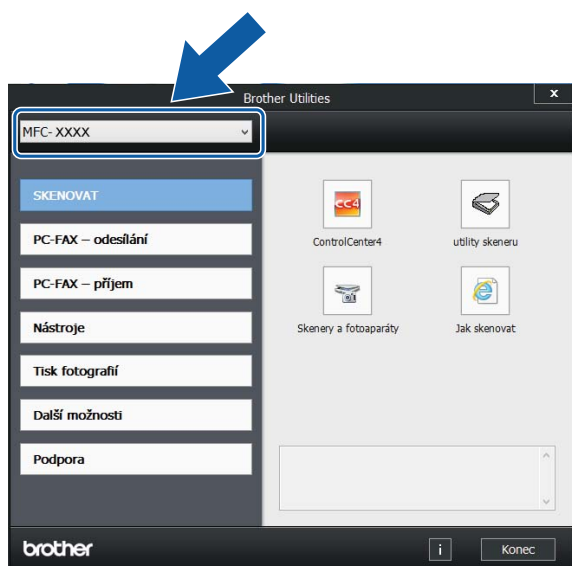 Brother Utilities
x
MFC- XXXX
SKENOVAT
PC-FAX – odesílání
PC-FAX – příjem
Nástroje
Tisk fotografií
Další možnosti
Podpora
CC4
ControlCenter4
utility skeneru
Skenery a fotoaparáty
Jak skenovat
brother
i
Konec